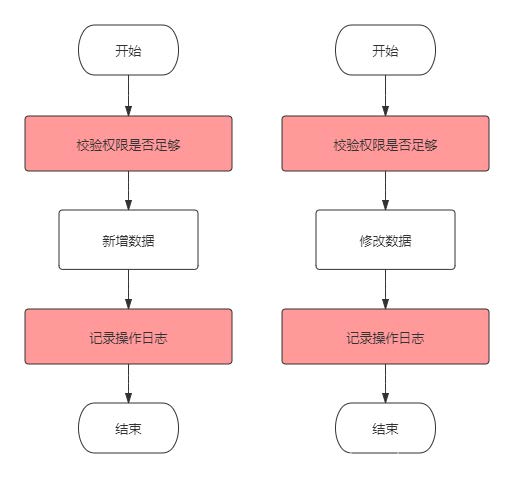 开始
校验权限是否足够
新增数据
记录操作日志
结束
开始
校验权限是否足够
修改数据
记录操作日志
结束